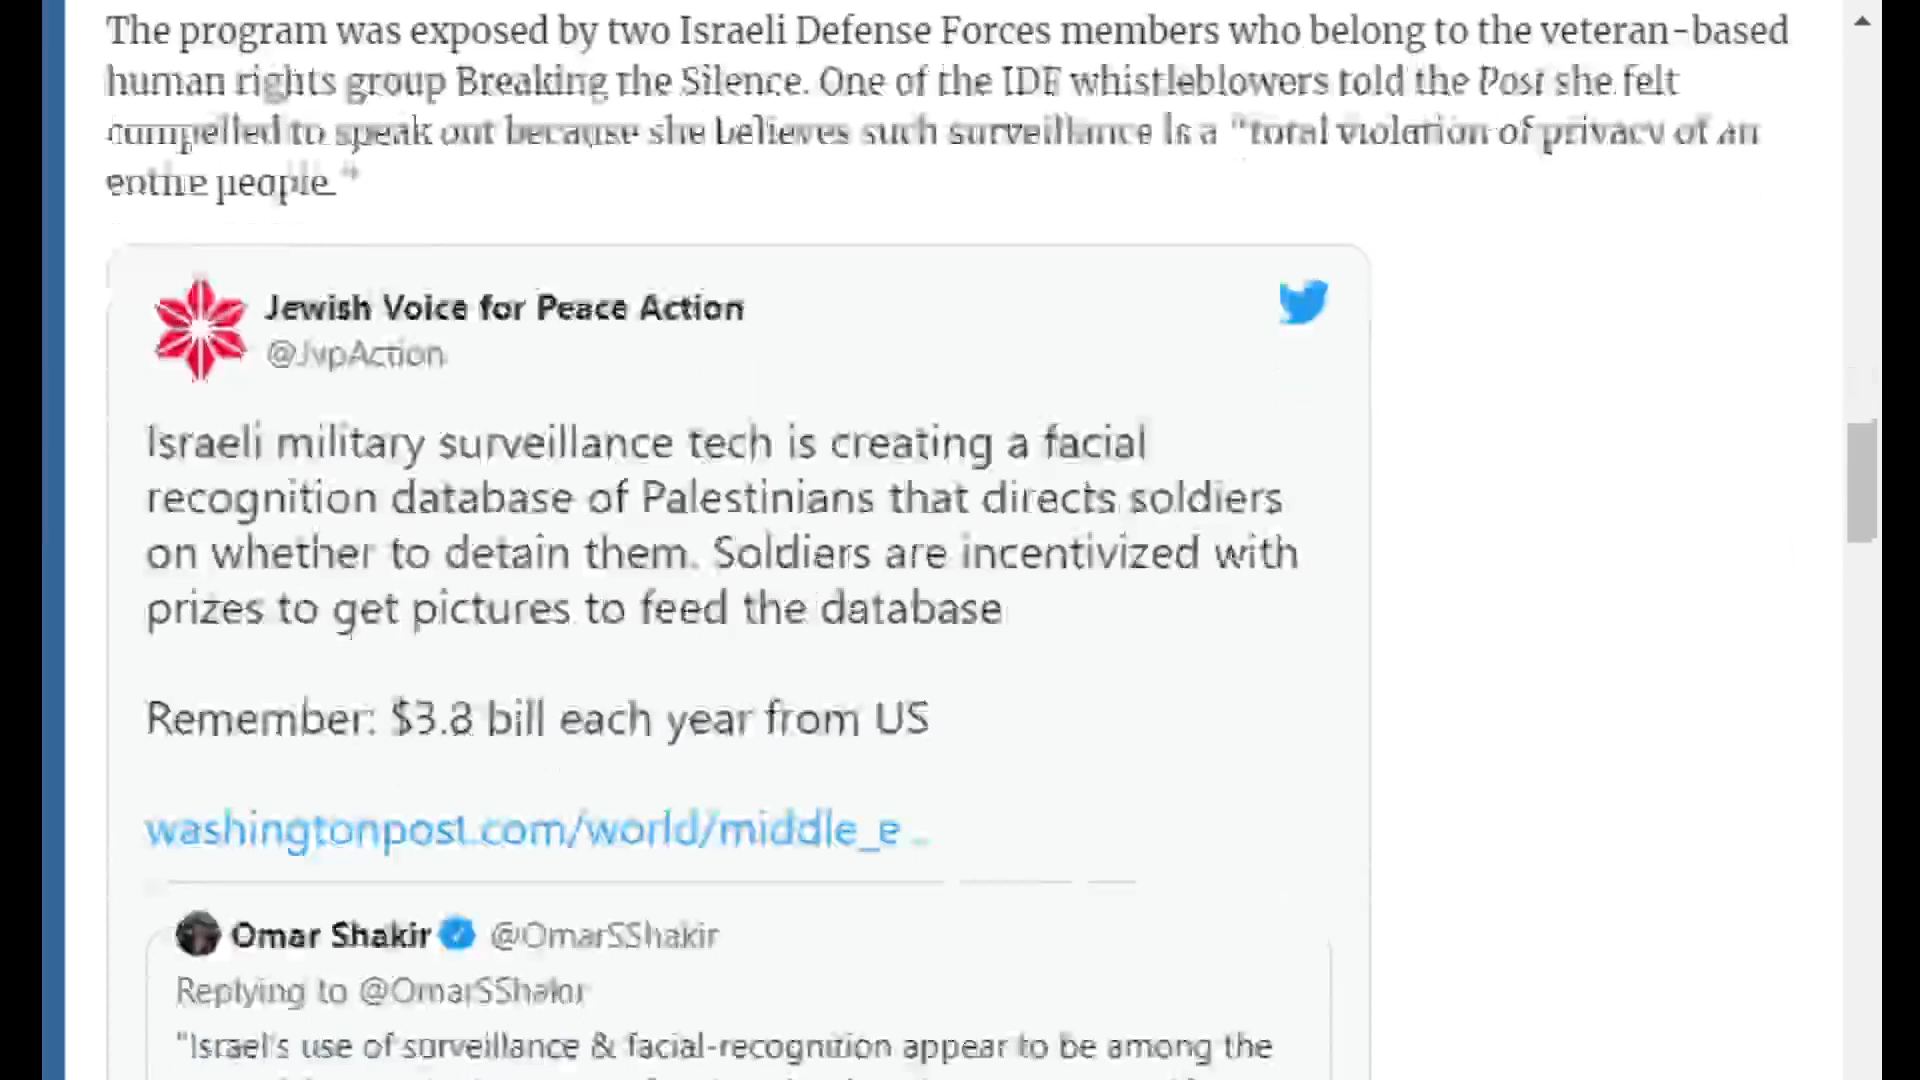 The program was exposed by two Israeli Defense Forces members who belong to the veteran-based
human rights group Breaking the Silence. One of the IDF whistleblowers told the Post she felt
compelled to speak out because she believes such surveillance is a "total violation of privacy of an
entire people."
Jewish Voice for Peace Action
@JvpAction
Israeli military surveillance tech is creating a facial
recognition database of Palestinians that directs soldiers
on whether to detain them. Soldiers are incentivized with
prizes to get pictures to feed the database
Remember: $3.8 bill each year from US
washingtonpost.com/world/middle_e…
Omar Shakir @OmarSShakir
Replying to @OmarSShakir
"Israel's use of surveillance & facial-recognition appear to be among the